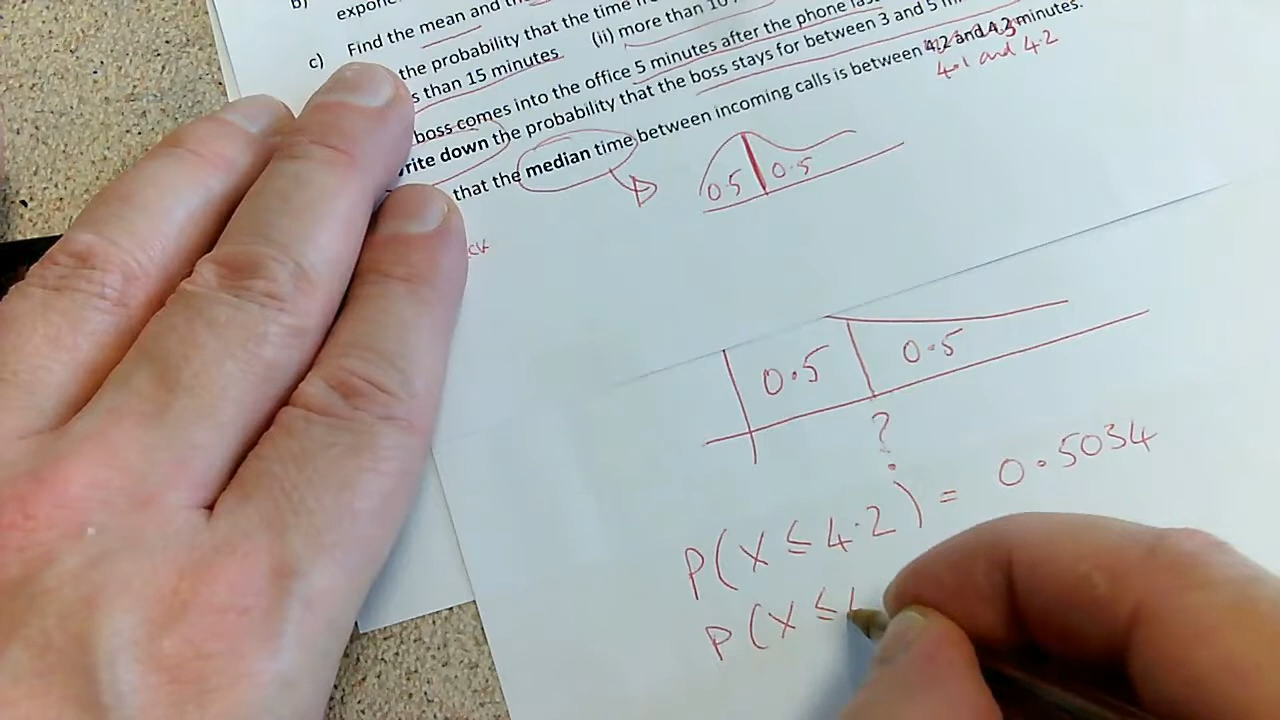 b)
expone
c) Find the mean and the
the probability that the time
(ii) more than 10
s than 15 minutes
boss comes into the office 5 minutes after the phone las
rite down the probability that the boss stays for between 3 and 5 m
that the median time between incoming calls is between 4.2 and 4.3 minutes.
4.1 and 4.2
0.5 0.5
ck
0.5 0.5
?
P(X ≤ 4.2) = 0.5034
P(X ≤